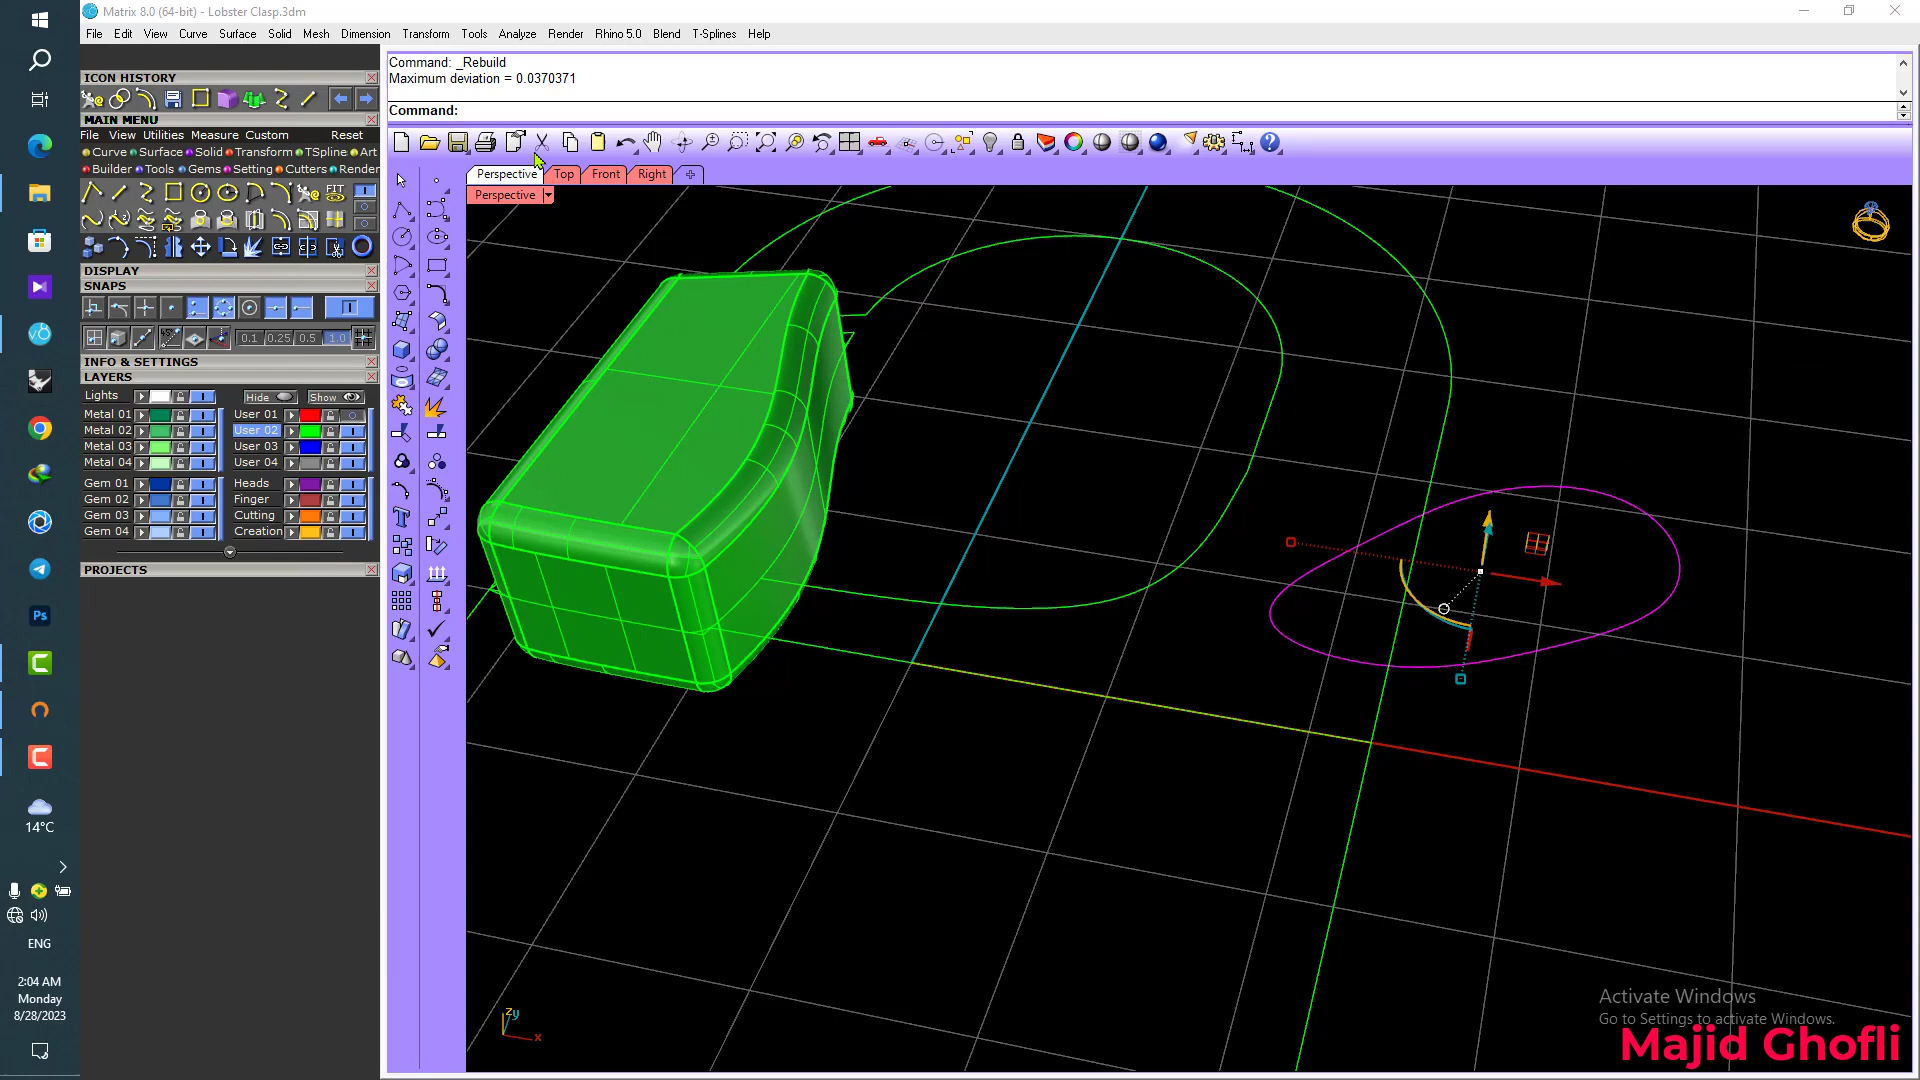 Matrix 8.0 (64-bit) - Lobster Clasp.3dm
File Edit View Curve Surface Solid Mesh Dimension Transform Tools Analyze Render Rhino 5.0 Blend T-Splines Help
Command: _Rebuild
Maximum deviation = 0.0370371
Command:
ICON HISTORY
MAIN MENU
File View Utilities Measure Custom Reset
Curve Surface Solid Transform TSpline Art
Builder Tools Gems Setting Cutters Render
FIT
DISPLAY
SNAPS
0.1 0.25 0.5 1.0
INFO & SETTINGS
LAYERS
Lights Hide Show
Metal 01 User 01
Metal 02 User 02
Metal 03 User 03
Metal 04 User 04
Gem 01 Heads
Gem 02 Finger
Gem 03 Cutting
Gem 04 Creation
PROJECTS
Perspective Top Front Right
Perspective
z y
x
14°C
ENG
2:04 AM
Monday
8/28/2023
Ps
Activate Windows
Go to Settings to activate Windows.
Majid Ghofli